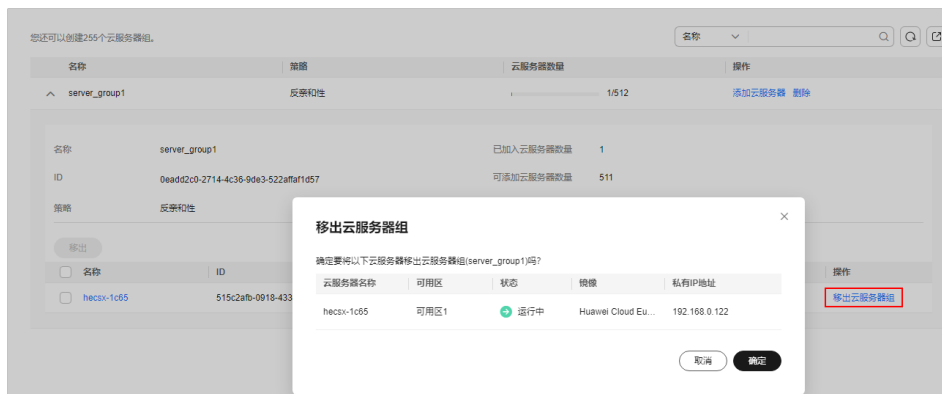 您还可以创建255个云服务器组。 名称
名称 策略 云服务器数量 操作
server_group1 反亲和性 1/512 添加云服务器 删除
名称 server_group1 已加入云服务器数量 1
ID 0eadd2c0-2714-4c36-9de3-522affaf1d57 可添加云服务器数量 511
策略 反亲和性
移出云服务器组
确定要将以下云服务器移出云服务器组(server_group1)吗?
云服务器名称 可用区 状态 镜像 私有IP地址
hecsx-1c65 可用区1 运行中 Huawei Cloud Eu... 192.168.0.122
取消 确定
移出
名称 ID 操作
hecsx-1c65 515c2afb-0918-433 移出云服务器组